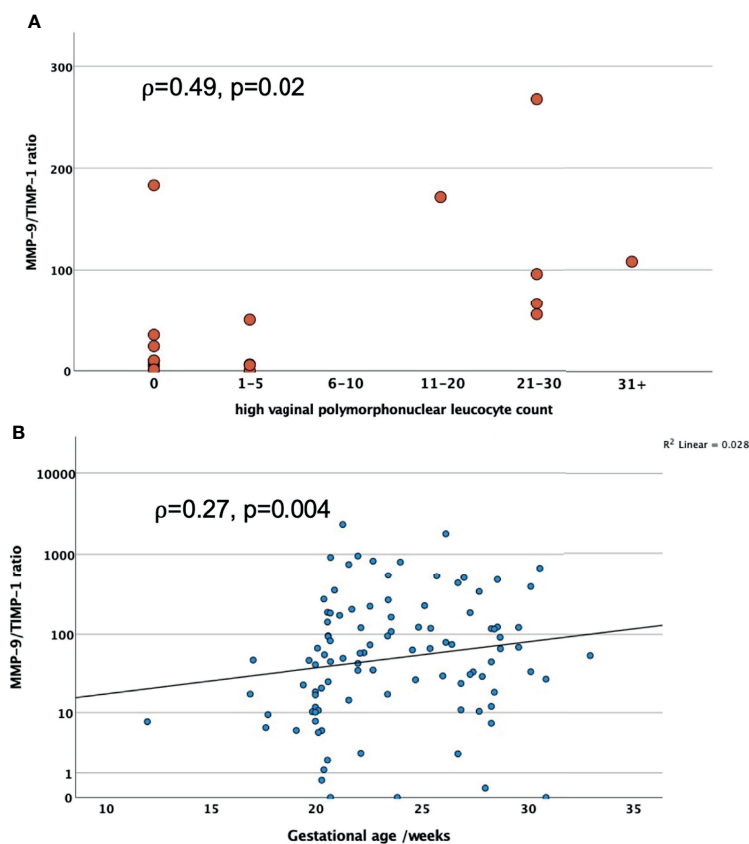 A
300
ρ=0.49, p=0.02
200
100
0
MMP-9/TIMP-1 ratio
0 1-5 6-10 11-20 21-30 31+
high vaginal polymorphonuclear leucocyte count
B
R² Linear = 0.028
10000
ρ=0.27, p=0.004
1000
100
10
1
0
MMP-9/TIMP-1 ratio
10 15 20 25 30 35
Gestational age /weeks